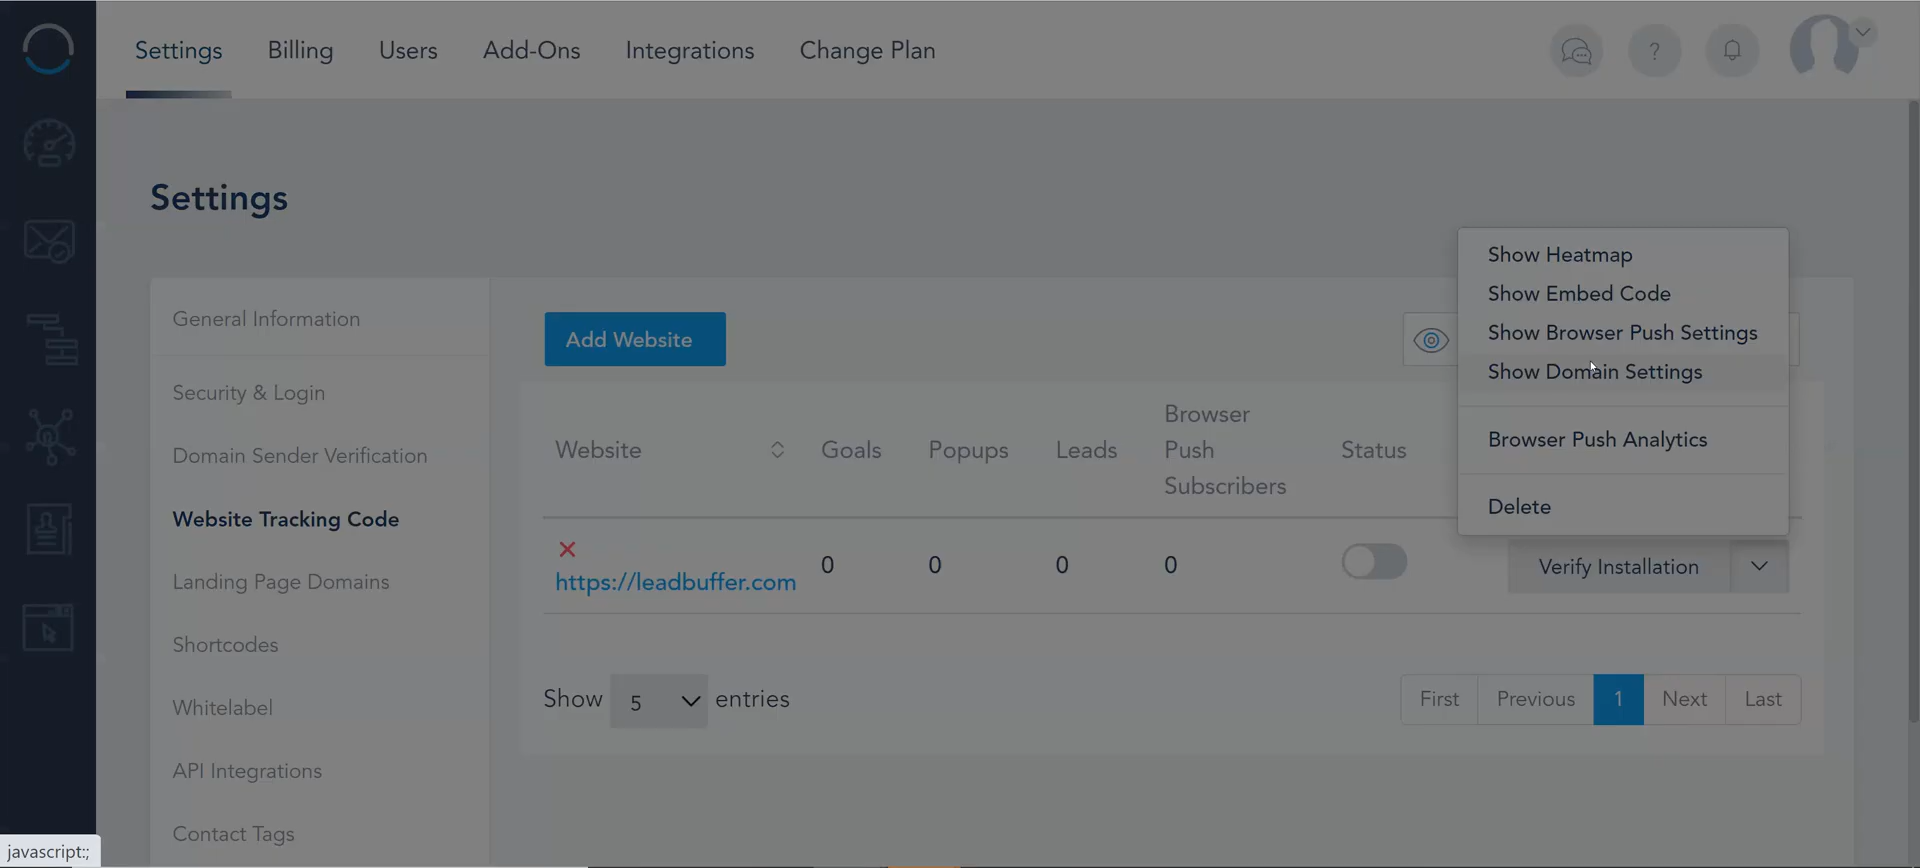 Settings
Billing
Users
Add-Ons
Integrations
Change Plan
?
Settings
General Information
Security & Login
Domain Sender Verification
Website Tracking Code
Landing Page Domains
Shortcodes
Whitelabel
API Integrations
Contact Tags
Add Website
Show Heatmap
Show Embed Code
Show Browser Push Settings
Show Domain Settings
Browser Push Analytics
Delete
Website
Goals
Popups
Leads
Browser
Push
Subscribers
Status
https://leadbuffer.com
0
0
0
0
Verify Installation
Show 5 entries
First
Previous
1
Next
Last
javascript:;